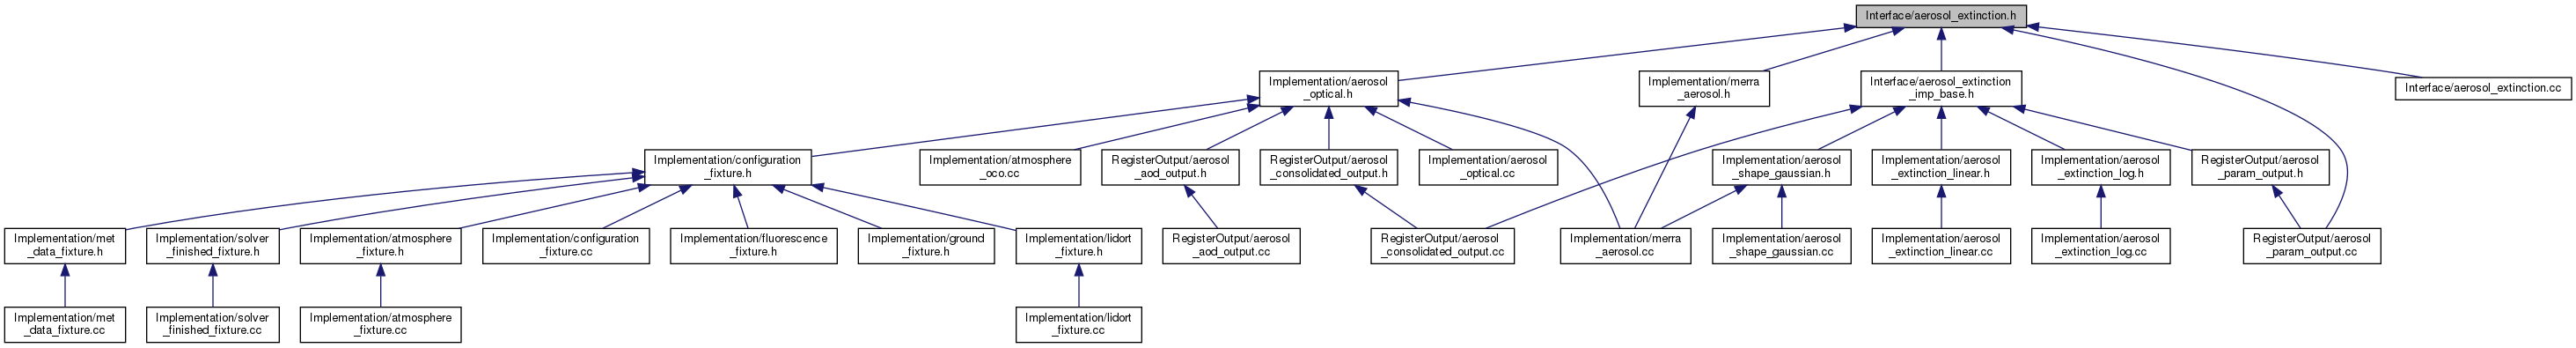 Interface/aerosol_extinction.h
Implementation/aerosol
_optical.h
Implementation/merra
_aerosol.h
Interface/aerosol_extinction
_imp_base.h
Interface/aerosol_extinction.cc
Implementation/configuration
_fixture.h
Implementation/atmosphere
_oco.cc
RegisterOutput/aerosol
_aod_output.h
RegisterOutput/aerosol
_consolidated_output.h
Implementation/aerosol
_optical.cc
Implementation/aerosol
_shape_gaussian.h
Implementation/aerosol
_extinction_linear.h
Implementation/aerosol
_extinction_log.h
RegisterOutput/aerosol
_param_output.h
Implementation/met
_data_fixture.h
Implementation/solver
_finished_fixture.h
Implementation/atmosphere
_fixture.h
Implementation/configuration
_fixture.cc
Implementation/fluorescence
_fixture.h
Implementation/ground
_fixture.h
Implementation/lidort
_fixture.h
RegisterOutput/aerosol
_aod_output.cc
RegisterOutput/aerosol
_consolidated_output.cc
Implementation/merra
_aerosol.cc
Implementation/aerosol
_shape_gaussian.cc
Implementation/aerosol
_extinction_linear.cc
Implementation/aerosol
_extinction_log.cc
RegisterOutput/aerosol
_param_output.cc
Implementation/met
_data_fixture.cc
Implementation/solver
_finished_fixture.cc
Implementation/atmosphere
_fixture.cc
Implementation/lidort
_fixture.cc